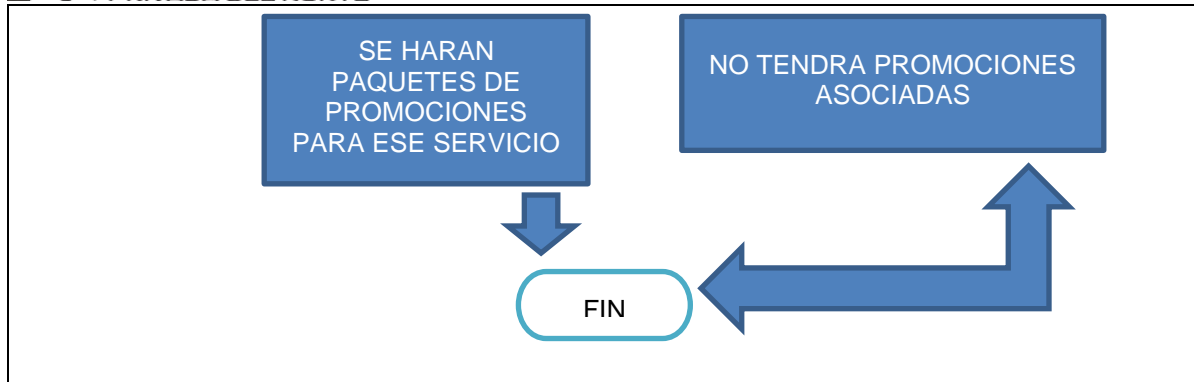 SE HARAN
PAQUETES DE
PROMOCIONES
PARA ESE SERVICIO
NO TENDRA PROMOCIONES
ASOCIADAS
FIN